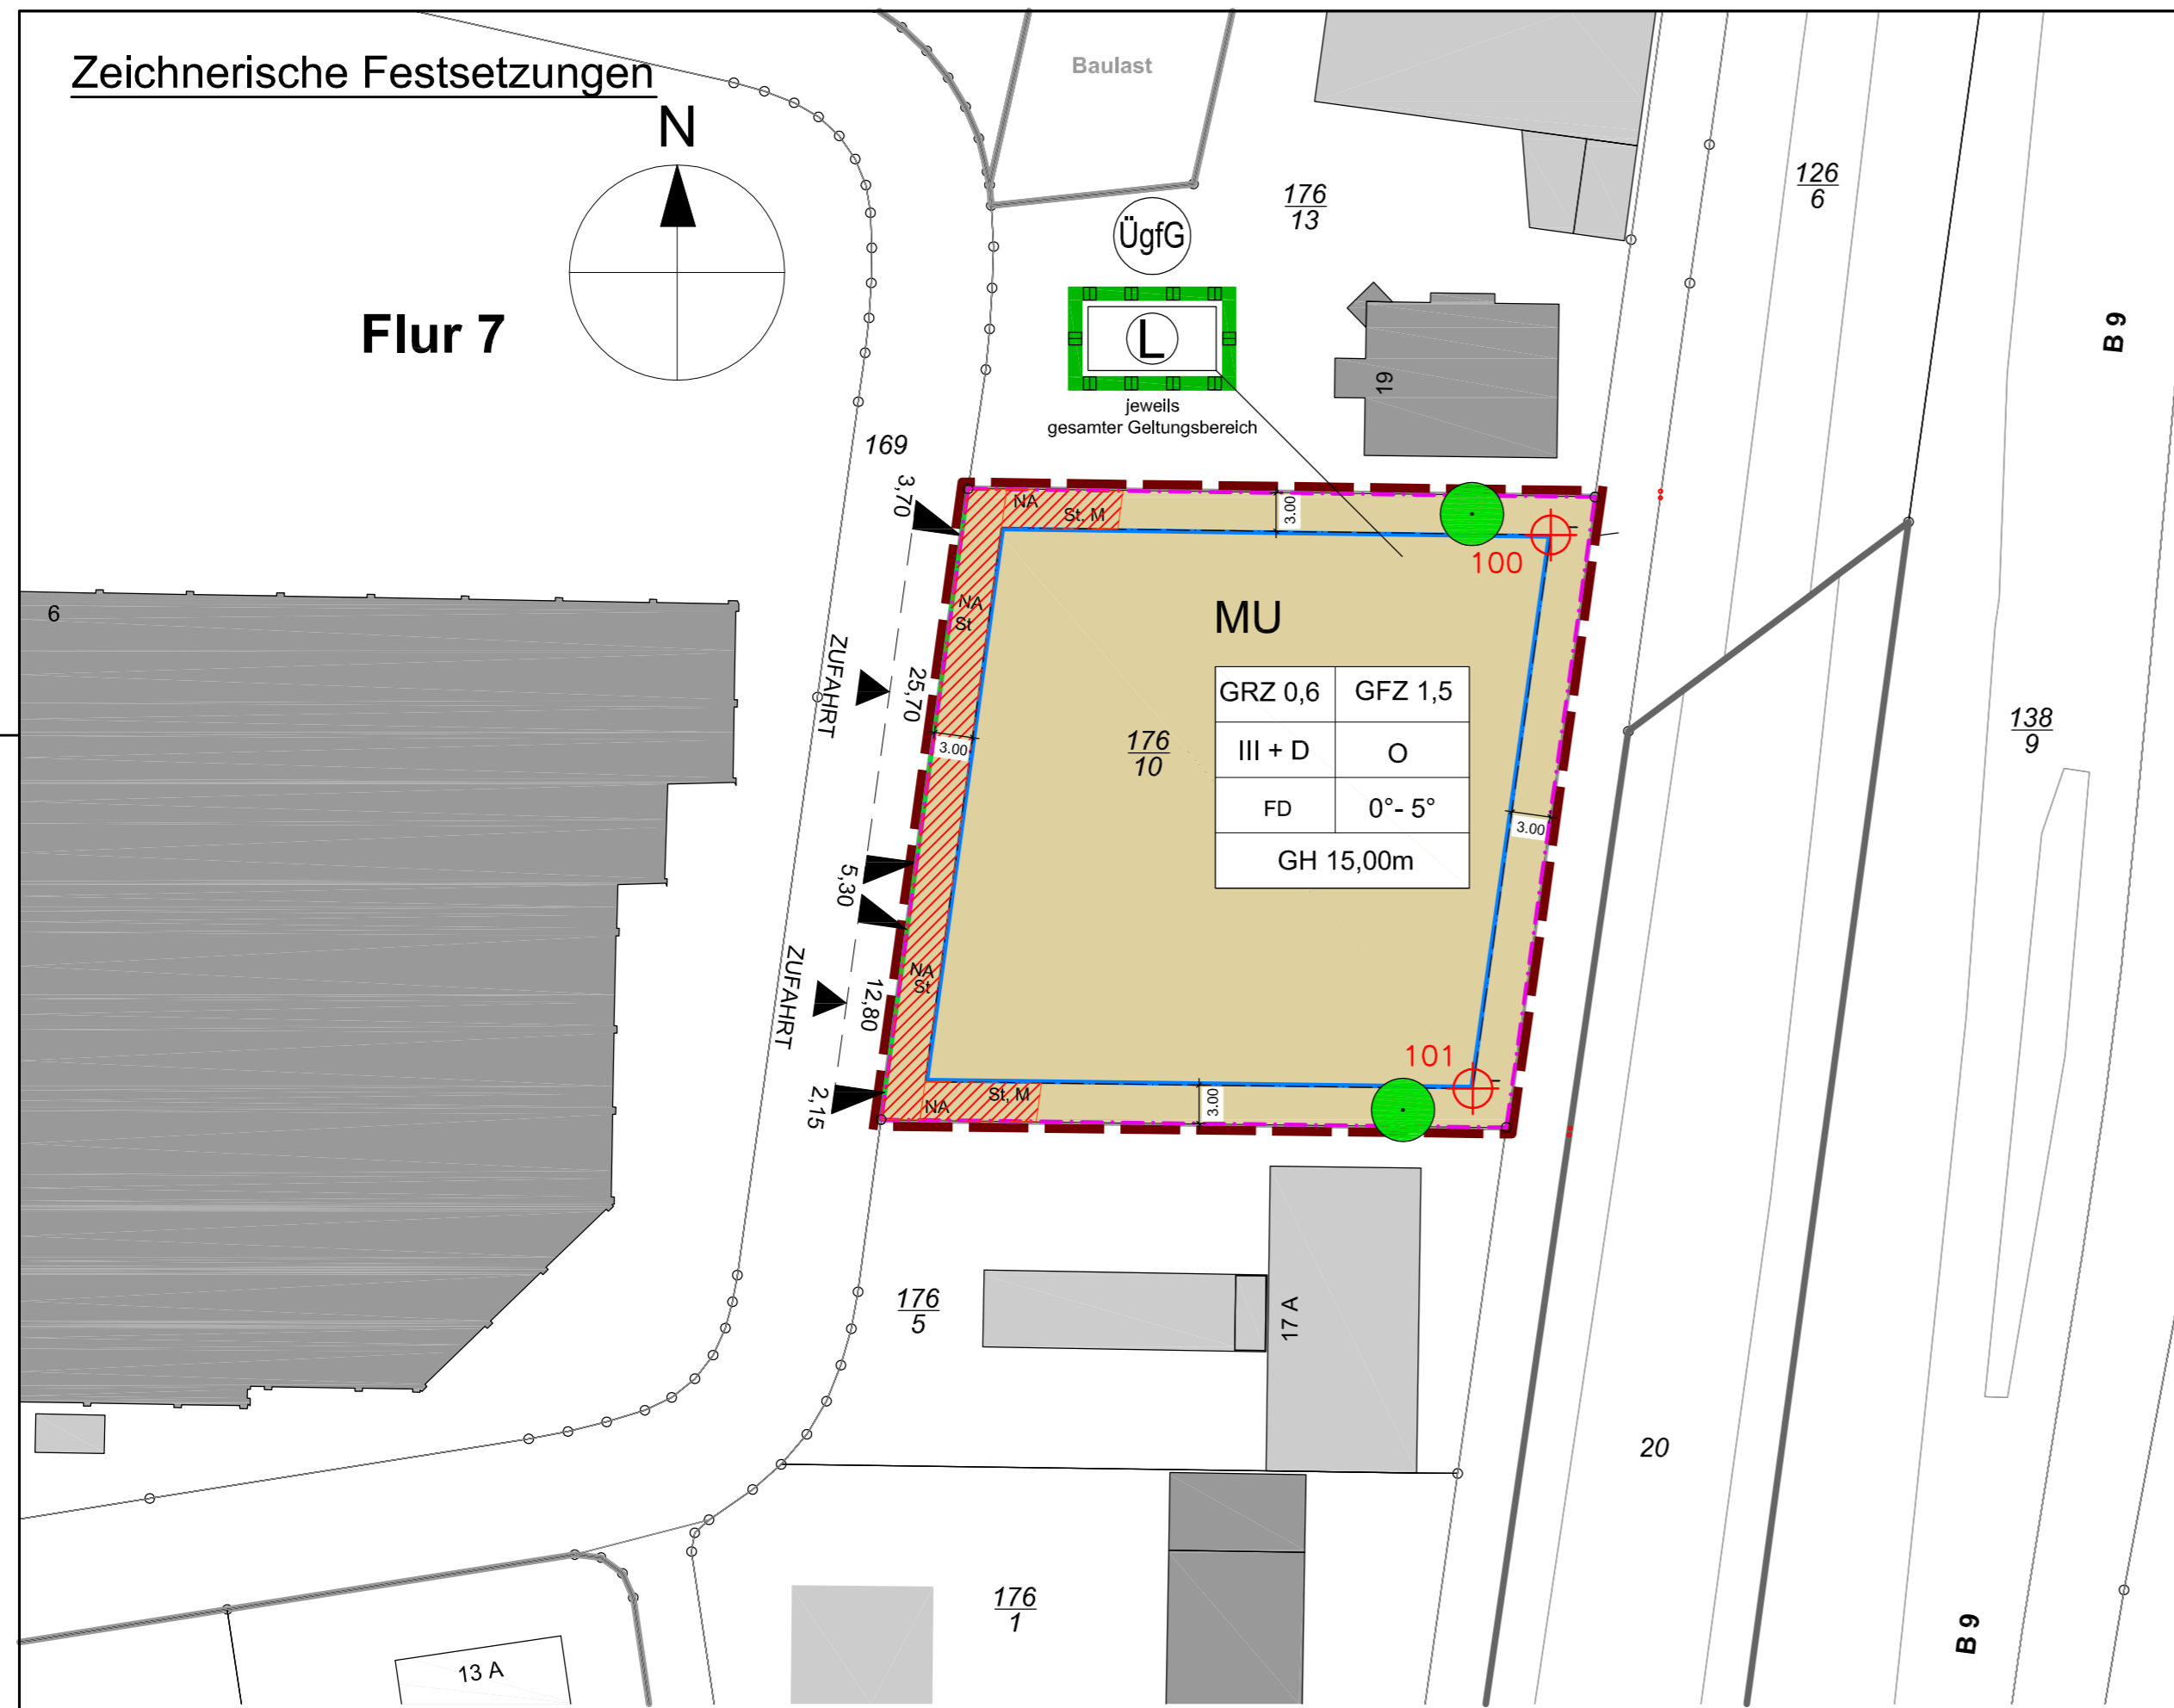 Zeichnerische Festsetzungen
N
Flur 7
Baulast
ÜgfG
L
jeweils
gesamter Geltungsbereich
176
13
126
6
B 9
19
169
3,70
NA
St, M
3.00
100
6
NA
St
ZUFAHRT
25,70
3.00
MU
176
10
GRZ 0,6 GFZ 1,5
III + D O
FD 0°- 5°
GH 15,00m
138
9
3.00
5,30
NA
St
ZUFAHRT
12,80
101
2,15
NA
St, M
3.00
176
5
17 A
20
176
1
13 A
B 9